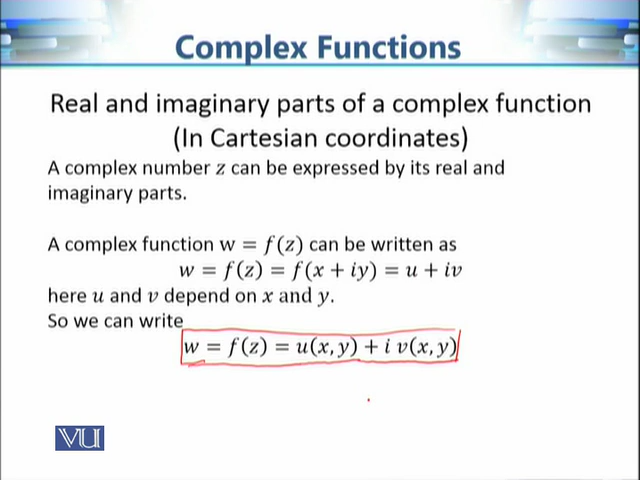 Complex Functions
Real and imaginary parts of a complex function
(In Cartesian coordinates)
A complex number z can be expressed by its real and
imaginary parts.
A complex function w = f(z) can be written as
w = f(z) = f(x + iy) = u + iv
here u and v depend on x and y.
So we can write
w = f(z) = u(x, y) + i v(x, y)
VU